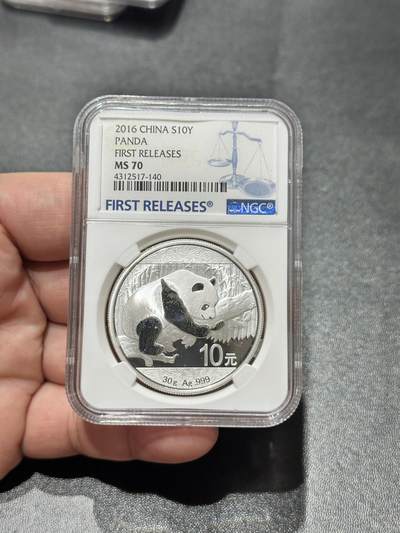 2016 CHINA S10Y
PANDA
FIRST RELEASES
MS 70
4312517-140
FIRST RELEASES®
NGC®
10元
30g Ag.999